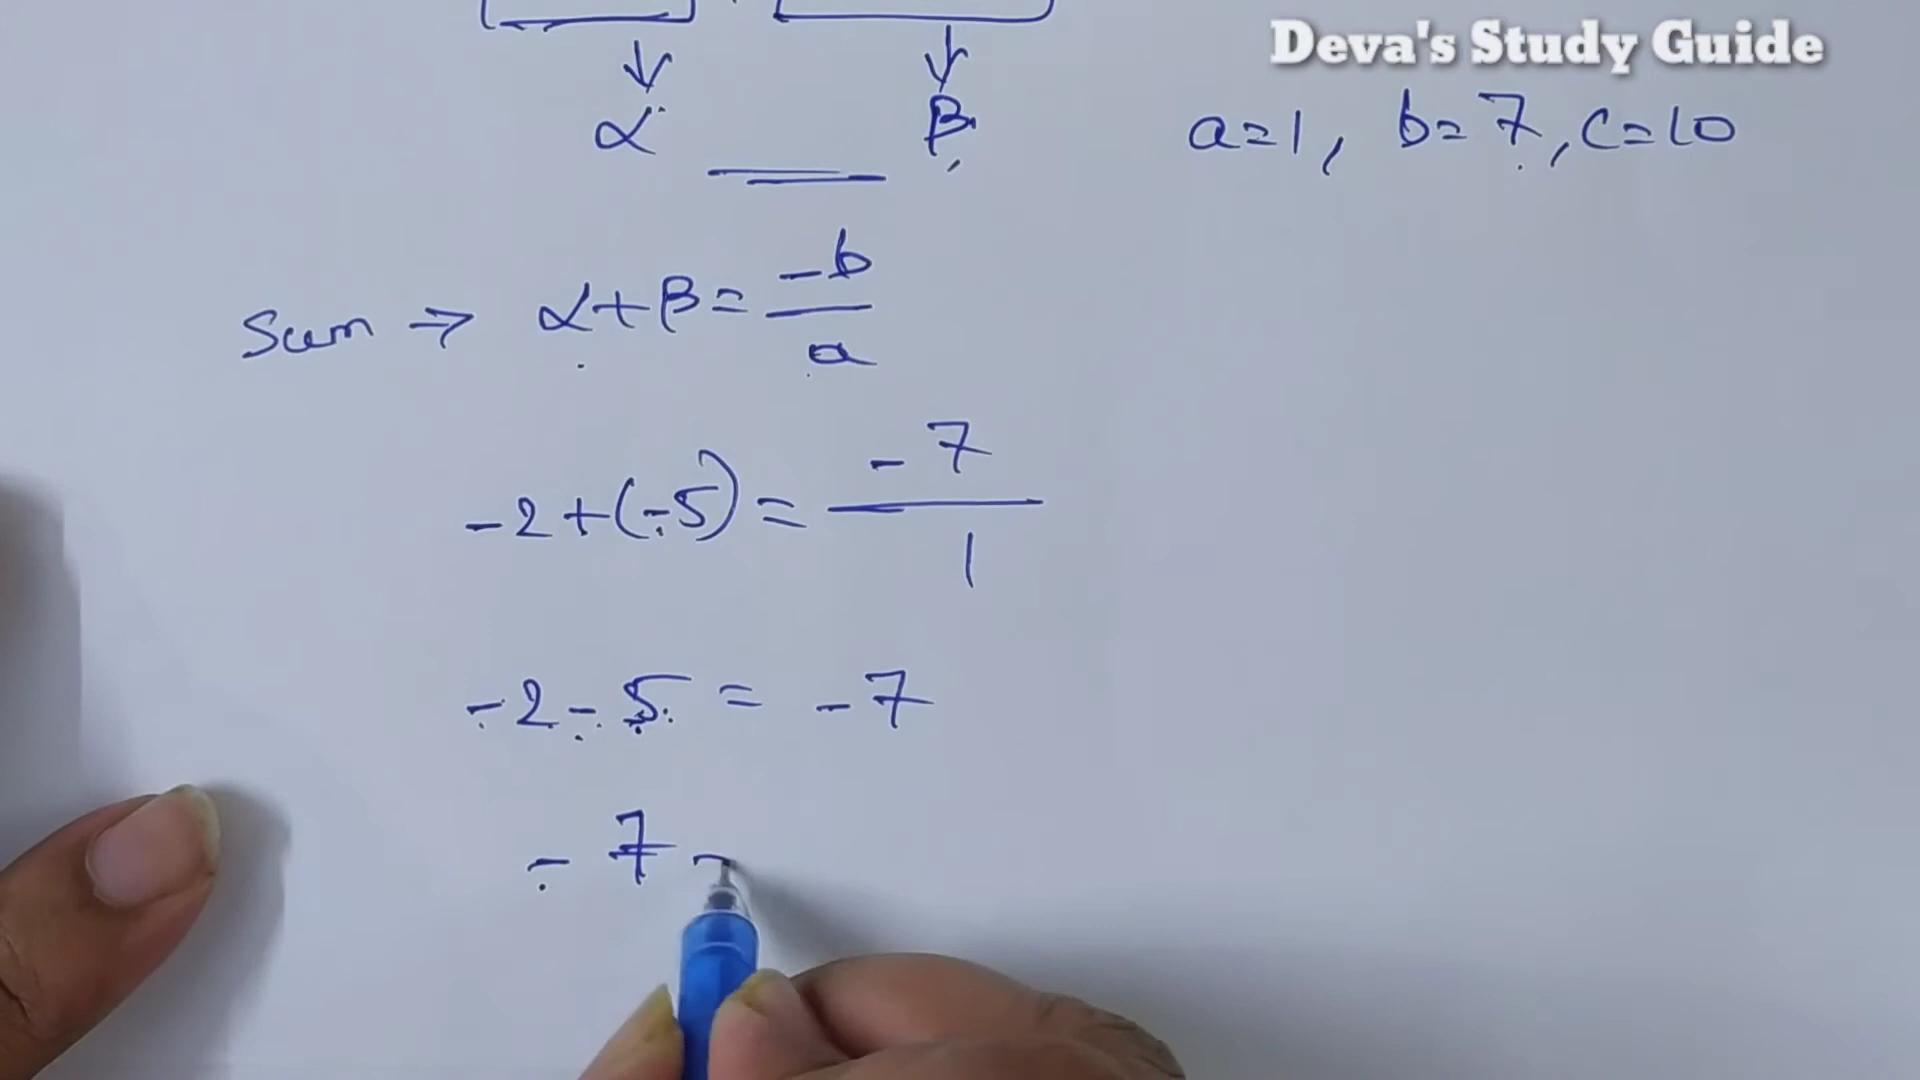 Deva's Study Guide
α β
a=1, b=7, c=10
Sum → α+β = -b/a
-2+(-5) = -7/1
-2-5 = -7
-7 -